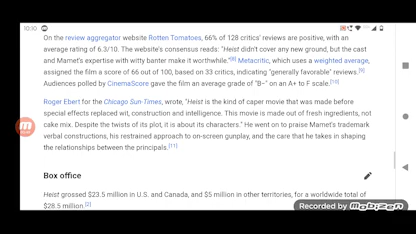 10:10
On the review aggregator website Rotten Tomatoes, 66% of 128 critics' reviews are positive, with an
average rating of 6.3/10. The website's consensus reads: "Heist didn't cover any new ground, but the cast
and Mamet's expertise with witty banter make it worthwhile."[8] Metacritic, which uses a weighted average,
assigned the film a score of 66 out of 100, based on 33 critics, indicating "generally favorable" reviews.[9]
Audiences polled by CinemaScore gave the film an average grade of "B−" on an A+ to F scale.[10]
Roger Ebert for the Chicago Sun-Times, wrote, "Heist is the kind of caper movie that was made before
special effects replaced wit, construction and intelligence. This movie is made out of fresh ingredients, not
cake mix. Despite the twists of its plot, it is about its characters." He went on to praise Mamet's trademark
verbal constructions, his restrained approach to on-screen gunplay, and the care that he takes in shaping
the relationships between the principals.[11]
Box office
Heist grossed $23.5 million in U.S. and Canada, and $5 million in other territories, for a worldwide total of
$28.5 million.[2]
Recorded by Mobizen